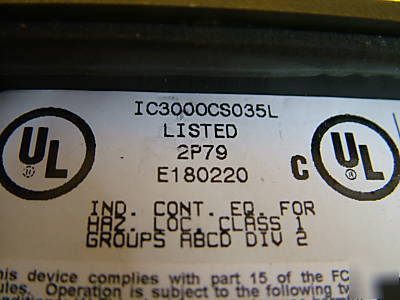 IC3000CS035L
LISTED
2P79
E180220
UL
C UL
IND. CONT. EQ. FOR
HAZ. LOC. CLASS 1
GROUPS ABCD DIV 2
his device complies with part 15 of the FC
ules. Operation is subject to the following tw